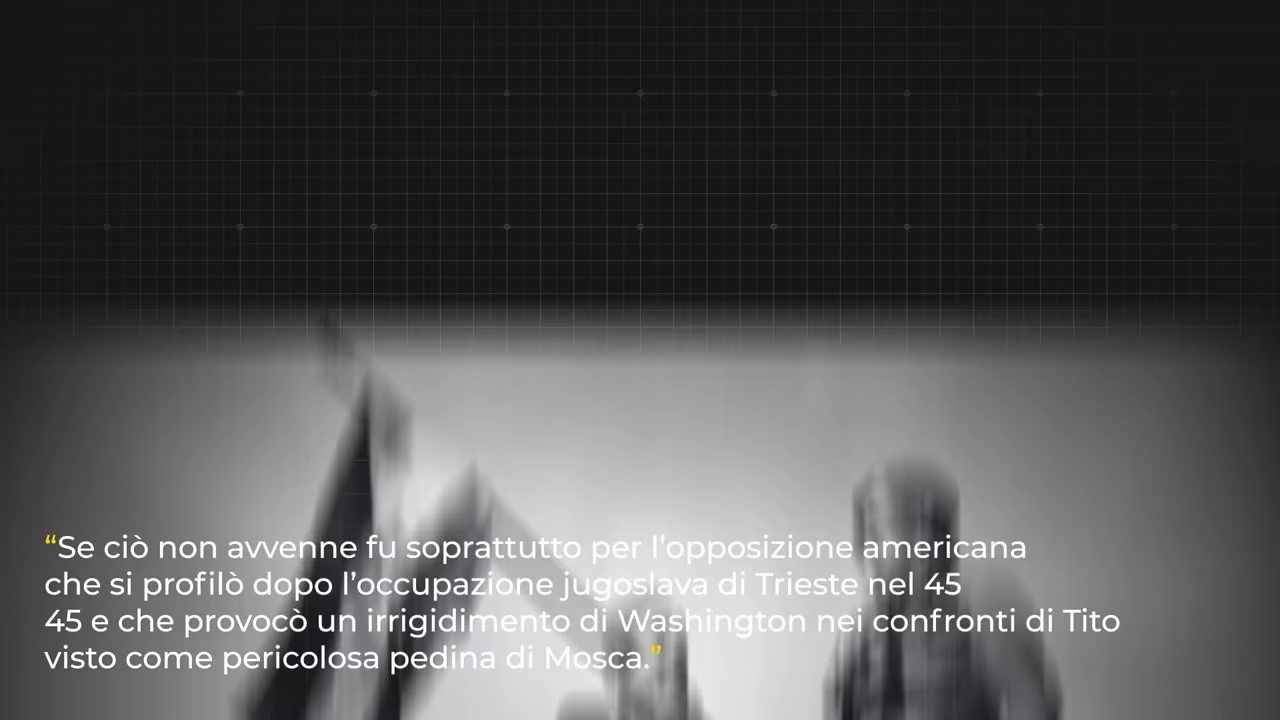 “Se ciò non avvenne fu soprattutto per l’opposizione americana
che si profilò dopo l’occupazione jugoslava di Trieste nel 45
45 e che provocò un irrigidimento di Washington nei confronti di Tito
visto come pericolosa pedina di Mosca.”